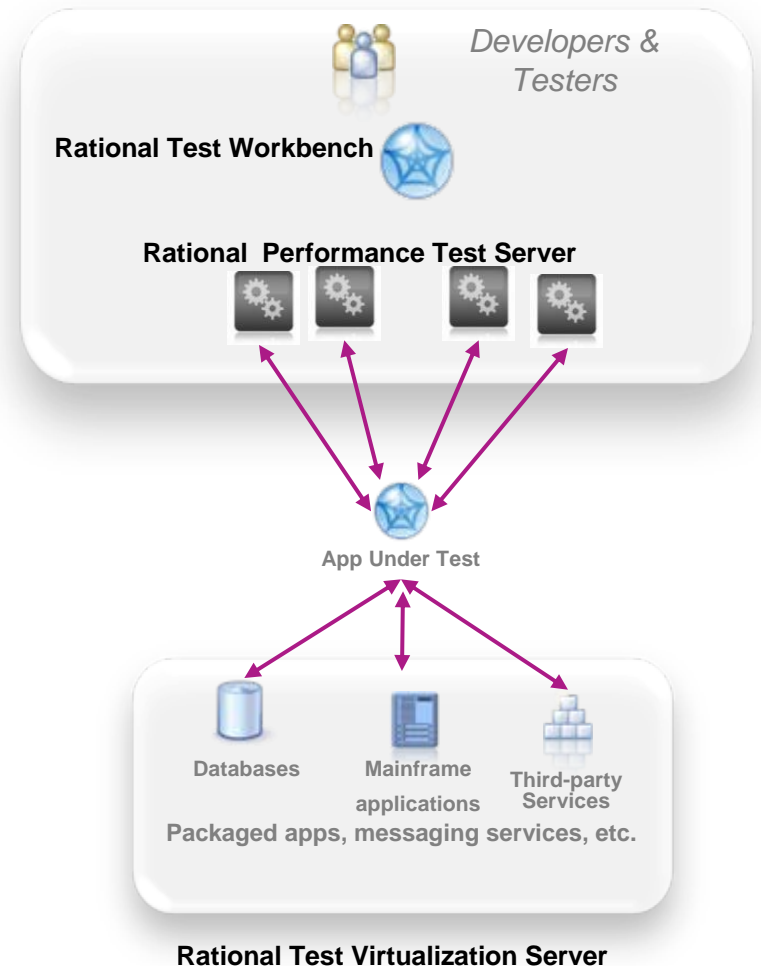 Developers &
Testers
Rational Test Workbench
Rational Performance Test Server
App Under Test
Databases
Mainframe
applications
Third-party
Services
Packaged apps, messaging services, etc.
Rational Test Virtualization Server